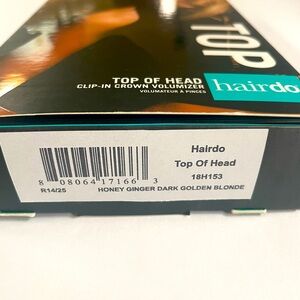 TOP
hairdo
TOP OF HEAD
CLIP-IN CROWN VOLUMIZER
VOLUMATEUR À PINCES
Hairdo
Top Of Head
18H153
8 08064 17166 3
R14/25 HONEY GINGER DARK GOLDEN BLONDE